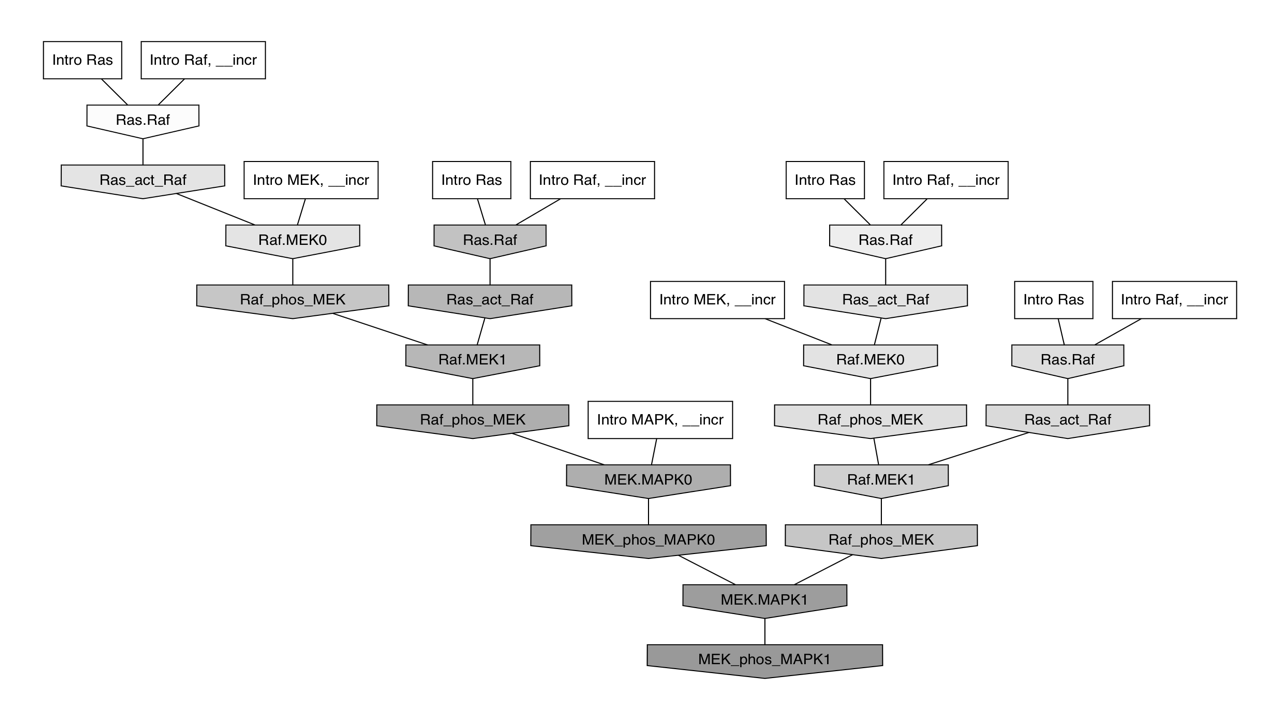 Intro Ras
Intro Raf, __incr
Ras.Raf
Ras_act_Raf
Intro MEK, __incr
Intro Ras
Intro Raf, __incr
Intro Ras
Intro Raf, __incr
Raf.MEK0
Ras.Raf
Ras.Raf
Raf_phos_MEK
Ras_act_Raf
Intro MEK, __incr
Ras_act_Raf
Intro Ras
Intro Raf, __incr
Raf.MEK1
Raf.MEK0
Ras.Raf
Raf_phos_MEK
Intro MAPK, __incr
Raf_phos_MEK
Ras_act_Raf
MEK.MAPK0
Raf.MEK1
MEK_phos_MAPK0
Raf_phos_MEK
MEK.MAPK1
MEK_phos_MAPK1